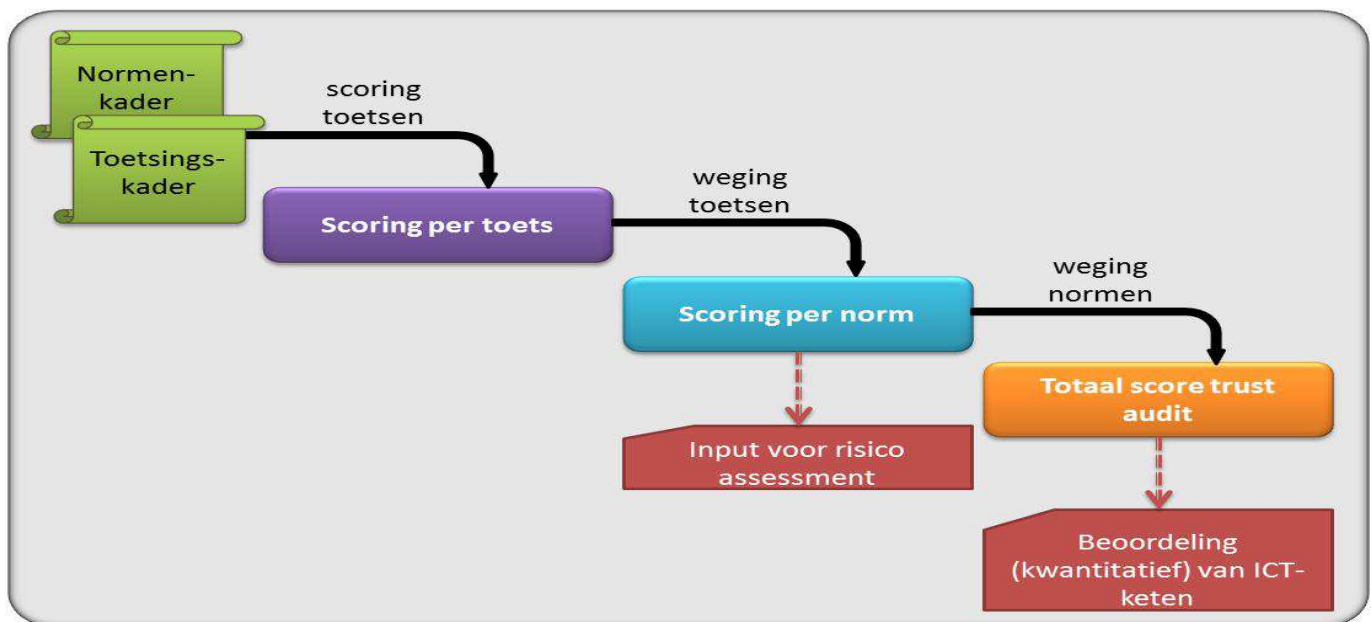 Normen-
kader
Toetsings-
kader
scoring
toetsen
Scoring per toets
weging
toetsen
Scoring per norm
weging
normen
Totaal score trust
audit
Input voor risico
assessment
Beoordeling
(kwantitatief) van ICT-
keten